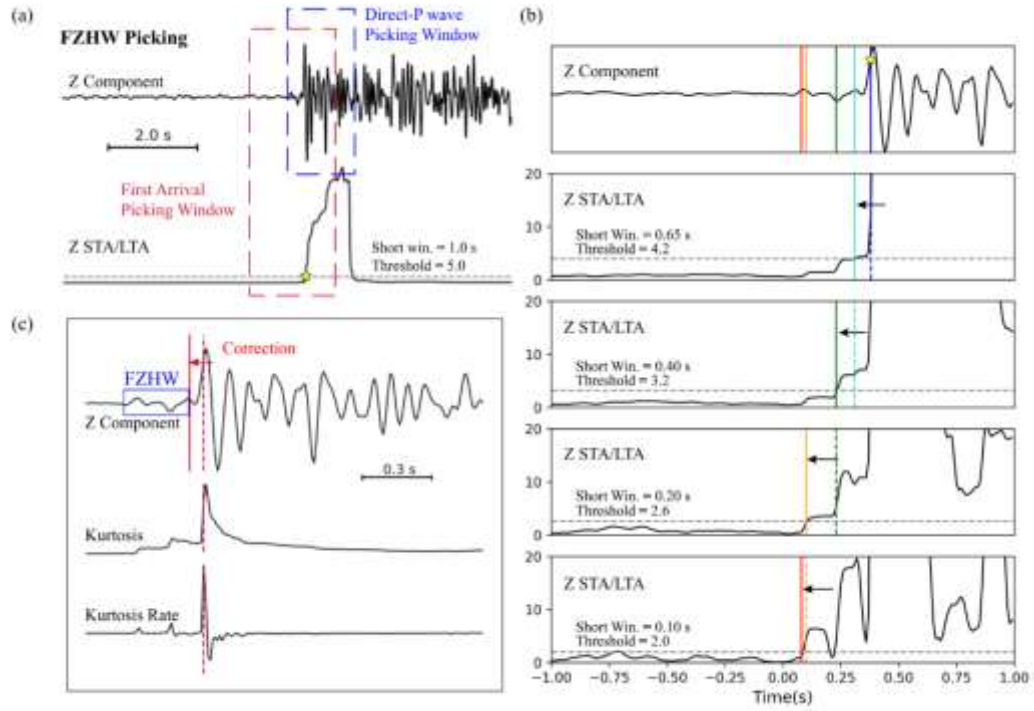 (a)
FZHW Picking
Direct-P wave
Picking Window
Z Component
2.0 s
First Arrival
Picking Window
Z STA/LTA
Short win. = 1.0 s
Threshold = 5.0
(b)
Z Component
20
Z STA/LTA
10
Short Win. = 0.65 s
Threshold = 4.2
0
20
Z STA/LTA
10
Short Win. = 0.40 s
Threshold = 3.2
0
20
Z STA/LTA
10
Short Win. = 0.20 s
Threshold = 2.6
0
20
Z STA/LTA
10
Short Win. = 0.10 s
Threshold = 2.0
0
−1.00 −0.75 −0.50 −0.25 0.00 0.25 0.50 0.75 1.00
Time(s)
(c)
Correction
FZHW
Z Component
0.3 s
Kurtosis
Kurtosis Rate